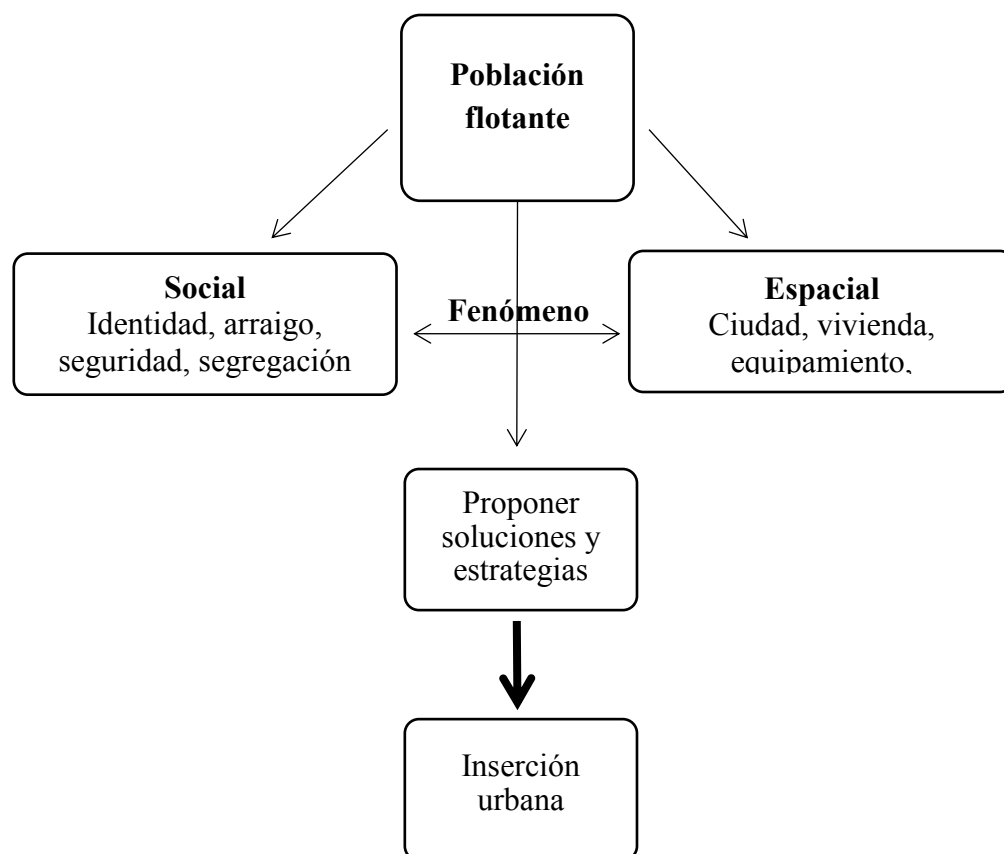 Población
flotante
Social
Identidad, arraigo,
seguridad, segregación
Fenómeno
Espacial
Ciudad, vivienda,
equipamiento,
Proponer
soluciones y
estrategias
Inserción
urbana